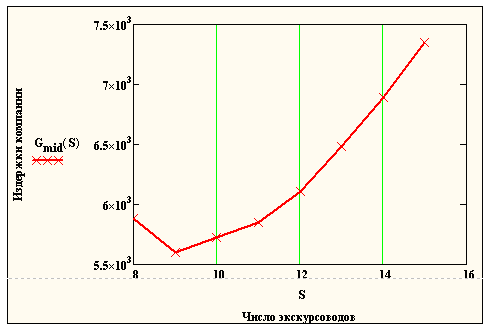 7.5×10³
7×10³
6.5×10³
6×10³
5.5×10³
Издержки компании
Gmid(S)
8 10 12 14 16
S
Число экскурсоводов